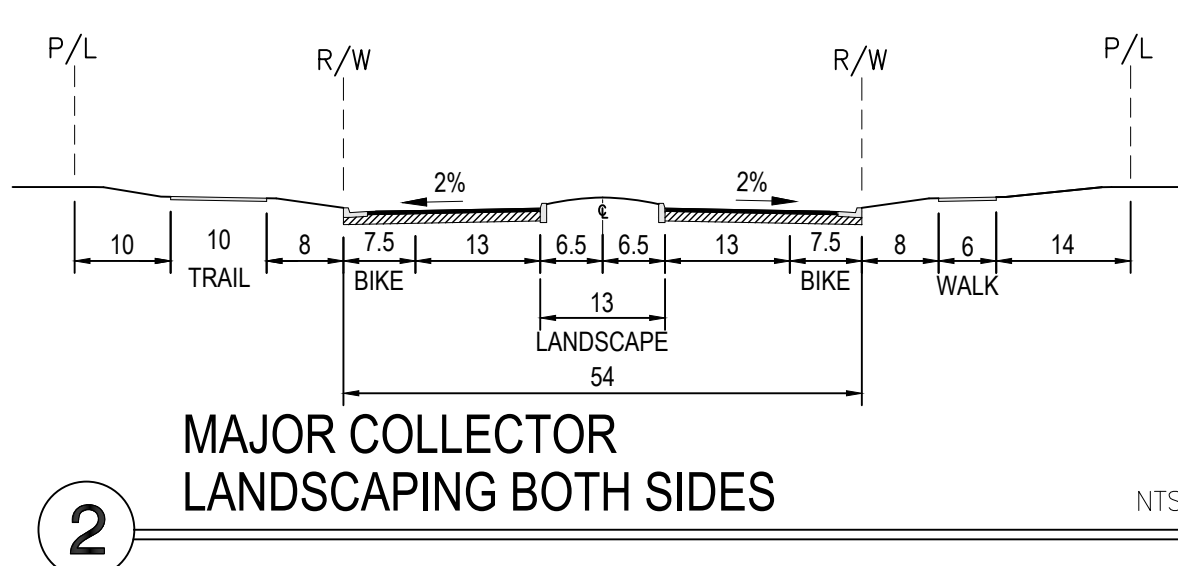 P/L
R/W
R/W
P/L
2%
2%
℄
10
10
8
7.5
13
6.5
6.5
13
7.5
8
6
14
TRAIL
BIKE
BIKE
WALK
13
LANDSCAPE
54
MAJOR COLLECTOR
LANDSCAPING BOTH SIDES
2
NTS